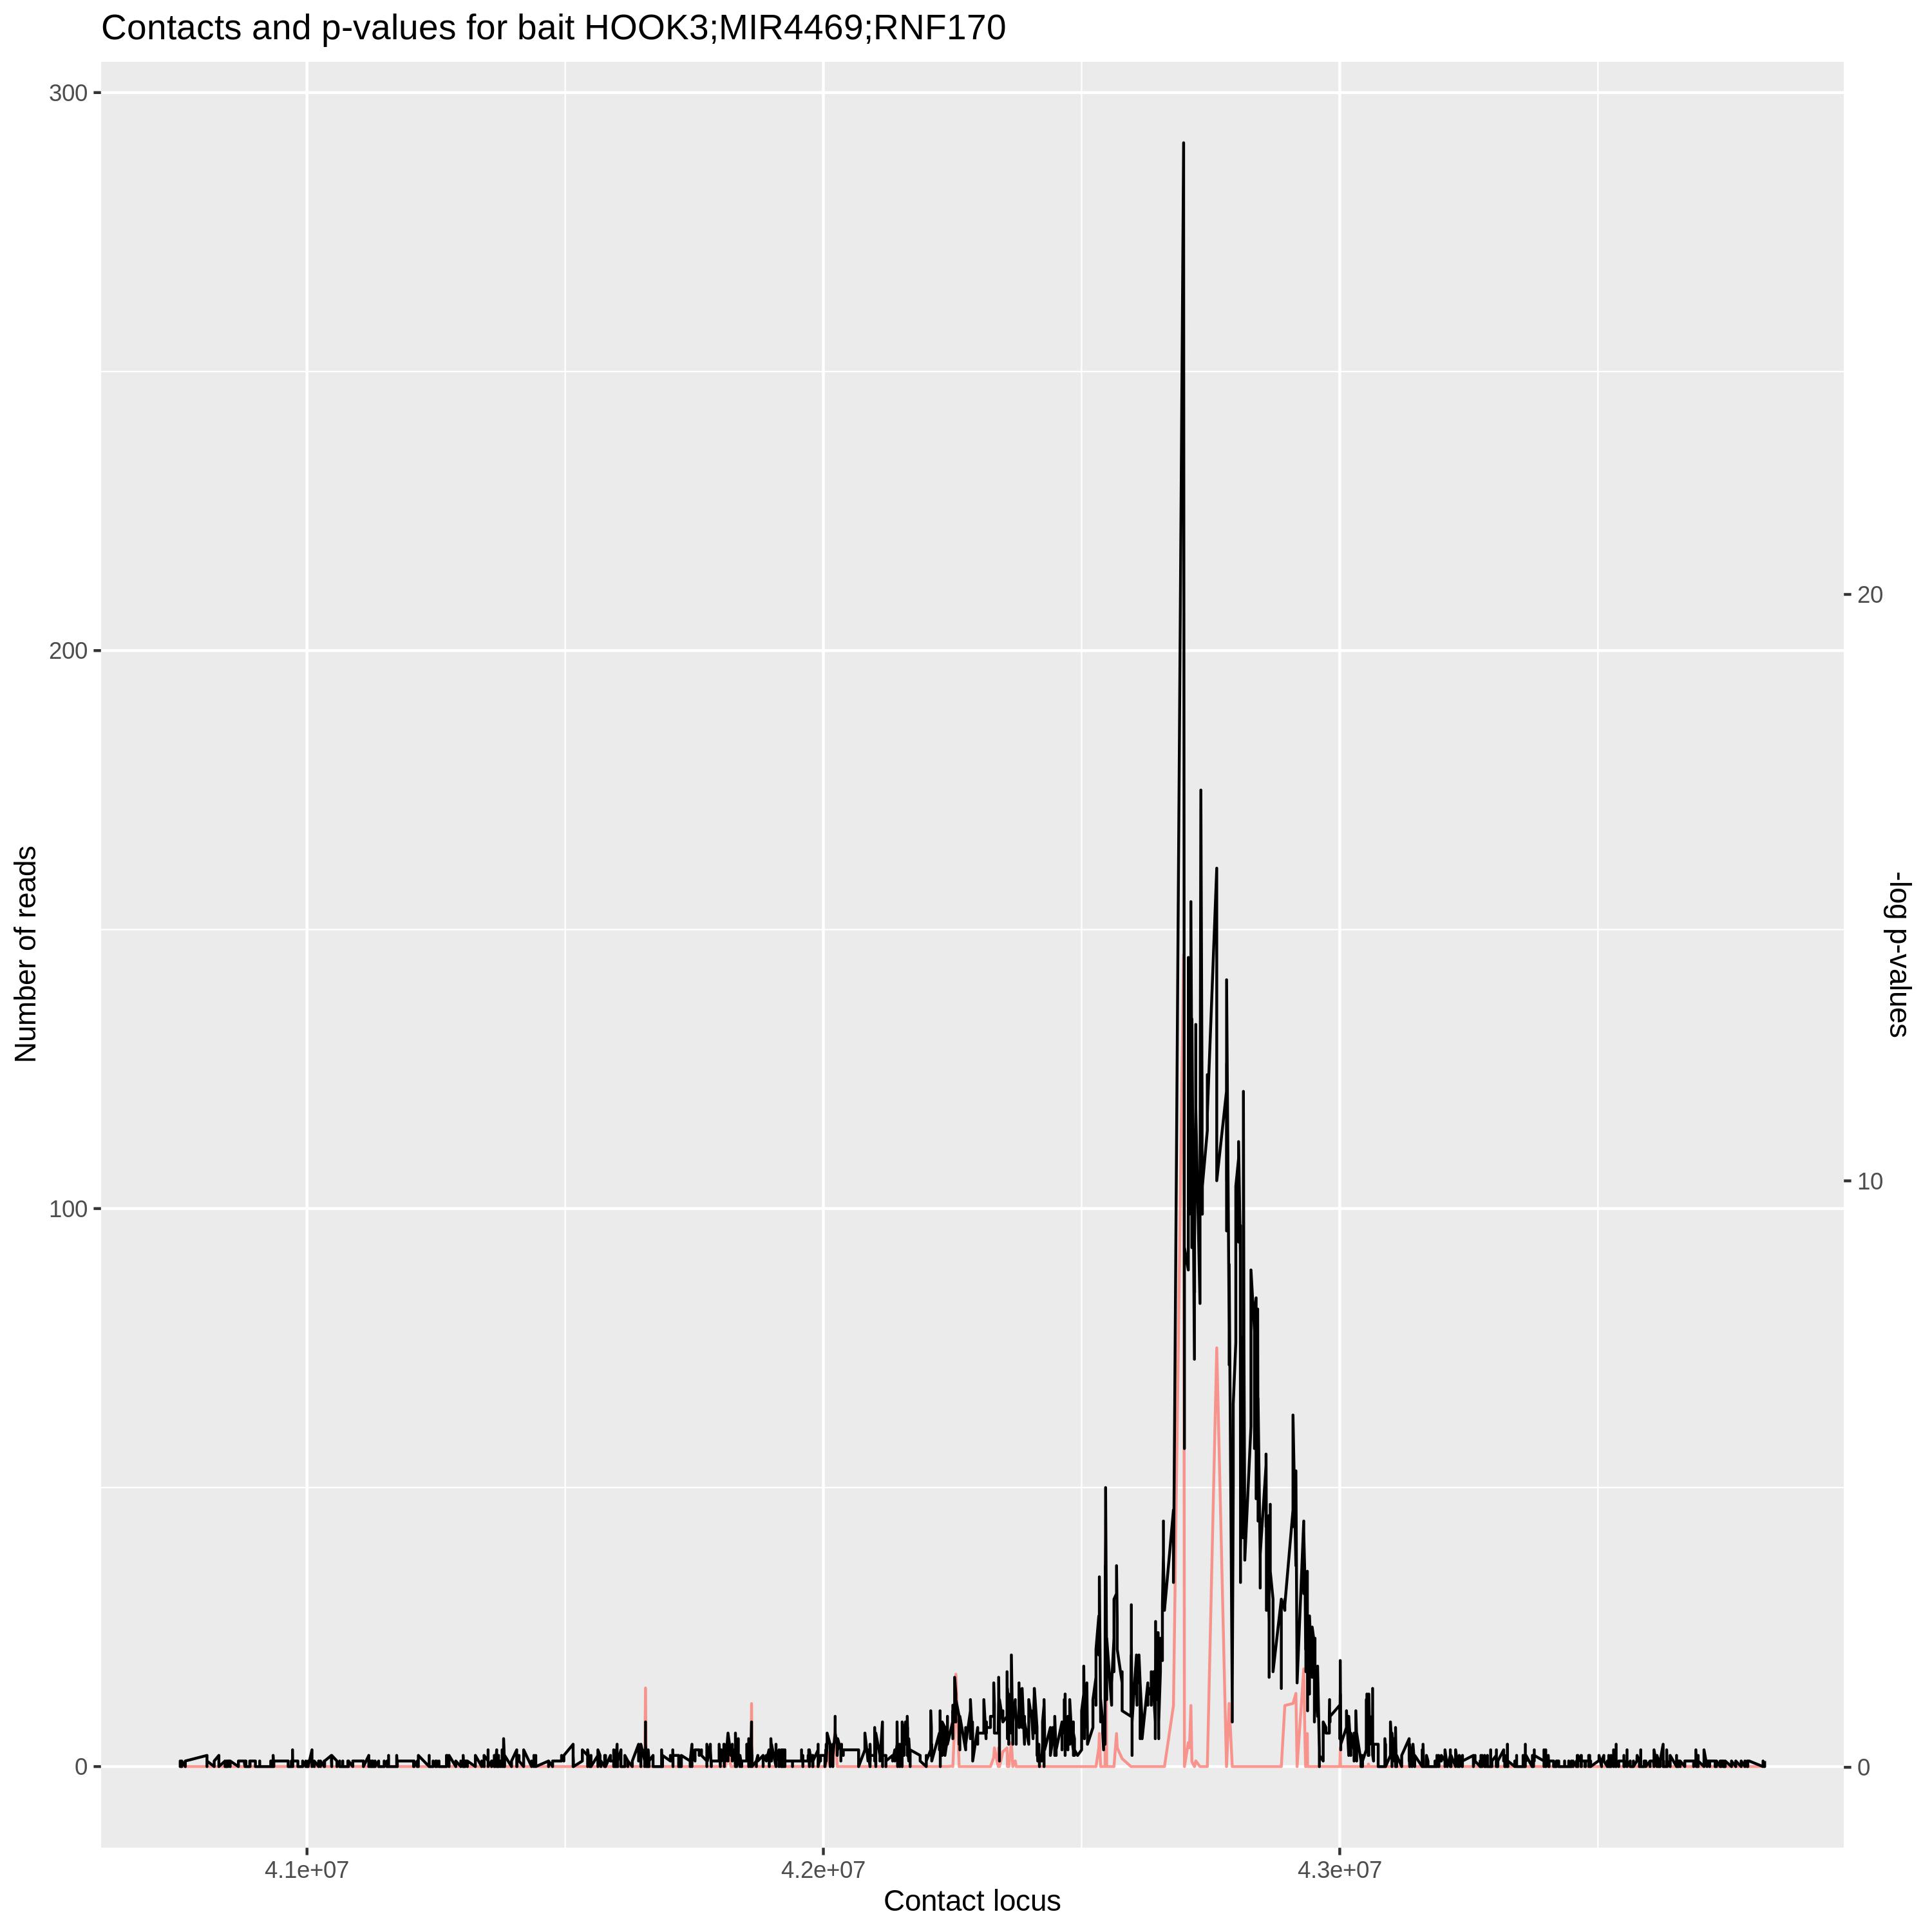 Contacts and p-values for bait HOOK3;MIR4469;RNF170
300
200
100
0
Number of reads
20
10
0
-log p-values
4.1e+07
4.2e+07
4.3e+07
Contact locus